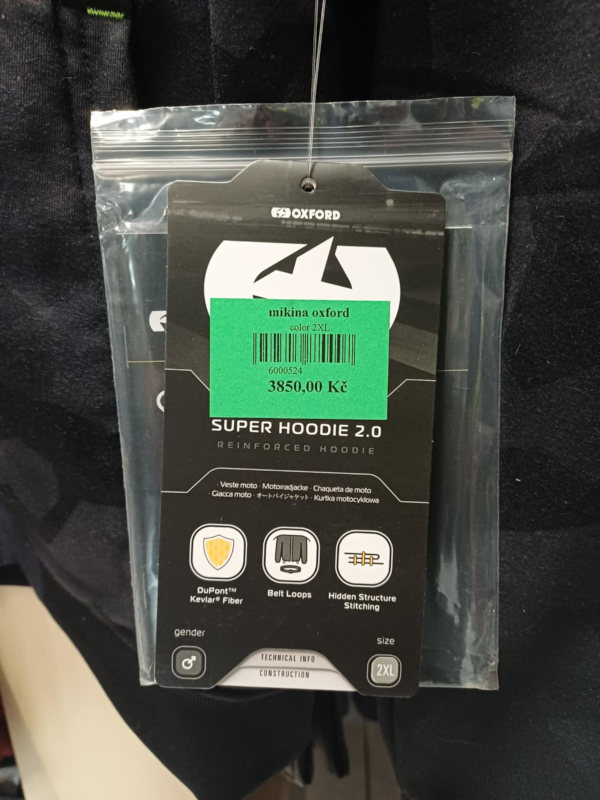 OXFORD
mikina oxford
color 2XL
6000524
3850,00 Kč
SUPER HOODIE 2.0
REINFORCED HOODIE
· Veste moto · Motorradjacke · Chaqueta de moto
Giacca moto · オートバイジャケット · Kurtka motocyklowa
DuPont™
Kevlar® Fiber
Belt Loops
Hidden Structure
Stitching
gender
size
2XL
TECHNICAL INFO
CONSTRUCTION